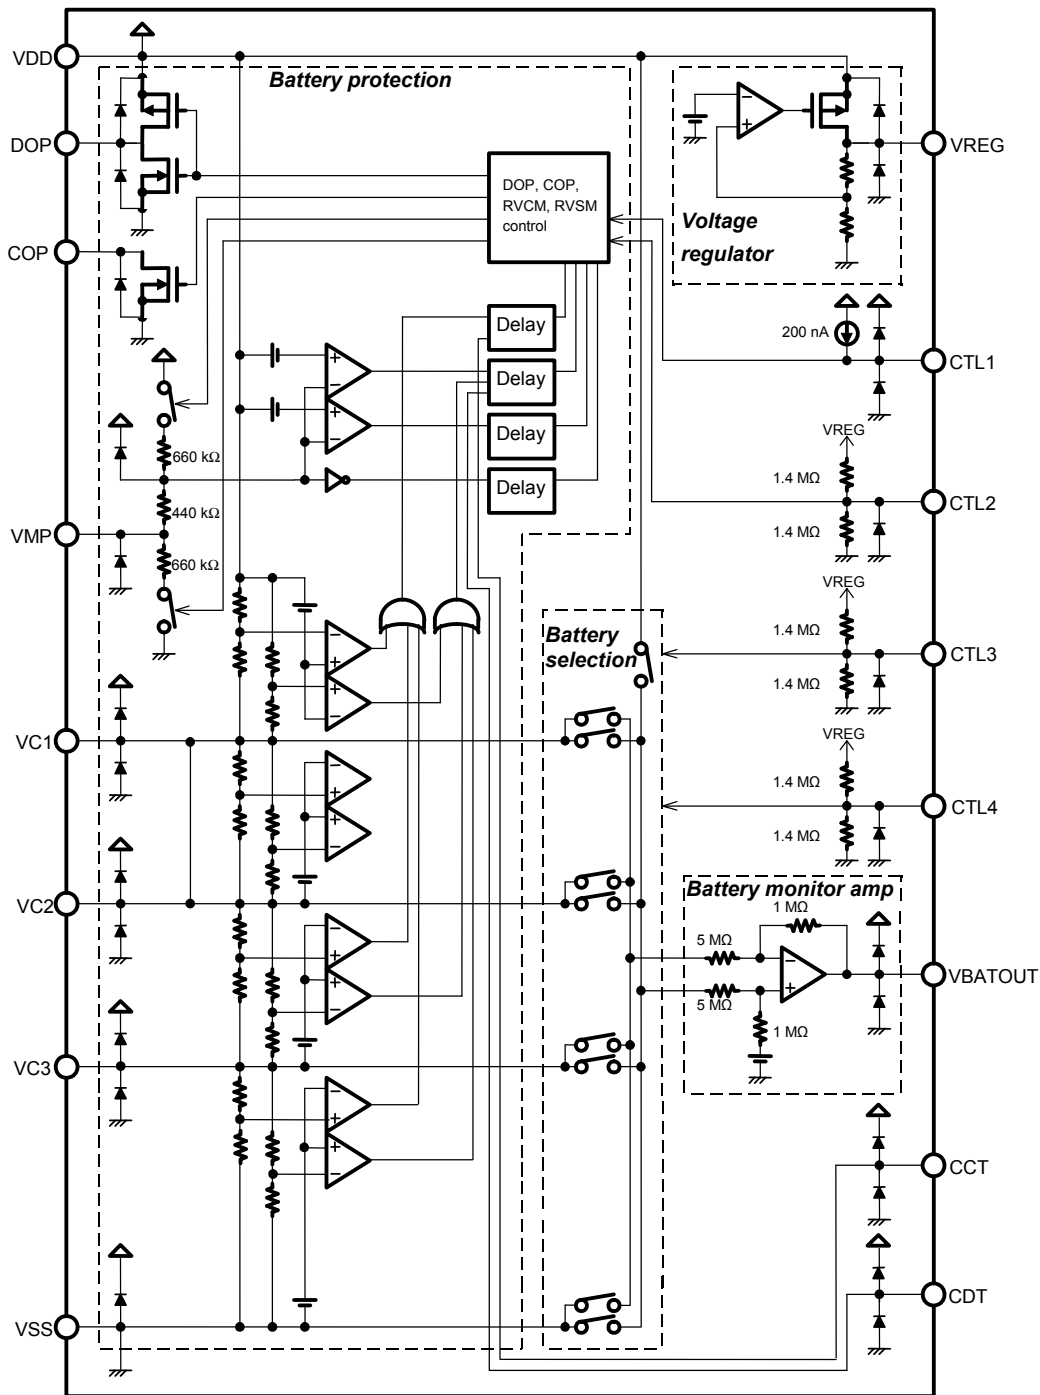 VDD
Battery protection
DOP
DOP, COP,
RVCM, RVSM
control
VREG
Voltage
regulator
COP
200 nA
Delay
CTL1
Delay
VREG
Delay
660 kΩ
1.4 MΩ
Delay
CTL2
440 kΩ
VMP
1.4 MΩ
660 kΩ
VREG
1.4 MΩ
Battery
selection
CTL3
1.4 MΩ
VC1
VREG
1.4 MΩ
CTL4
1.4 MΩ
Battery monitor amp
VC2
1 MΩ
5 MΩ
VBATOUT
5 MΩ
1 MΩ
VC3
CCT
CDT
VSS